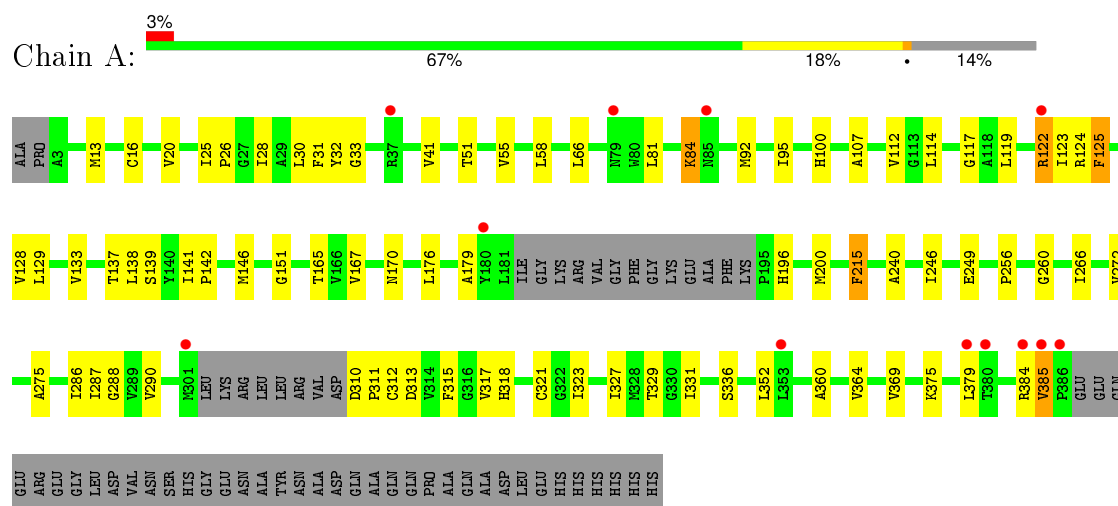 3%
Chain A:
67% 18% • 14%
ALA PRO A3 M13 C16 V20 I25 P26 G27 I28 A29 L30 F31 Y32 G33 R37 V41 T51 V55 L58 L66 N79 W80 L81 K84 N85 M92 I95 H100 A107 V112 G113 L114 G117 A118 L119 R122 I123 R124 F125
V128 L129 V133 T137 L138 S139 Y140 I141 P142 M146 G151 T165 V166 V167 N170 L176 A179 Y180 L181 ILE GLY LYS ARG VAL GLY PHE GLY LYS GLU ALA PHE LYS P195 H196 M200 F215 A240 I246 E249 P256 G260 I266
A275 I286 I287 G288 V289 V290 M301 LEU LYS ARG LEU LEU ARG VAL ASP D310 P311 C312 D313 V314 F315 G316 V317 H318 C321 G322 I323 I327 M328 T329 G330 I331 S336 L352 L353 A360 V364 V369 K375 L379 T380 R384 V385 P386 GLU GLU
GLU ARG GLU GLY LEU ASP VAL ASN SER HIS GLY GLU ASN ALA TYR ASN ALA ASP GLN ALA GLN GLN PRO ALA GLN ALA ASP LEU GLU HIS HIS HIS HIS HIS HIS